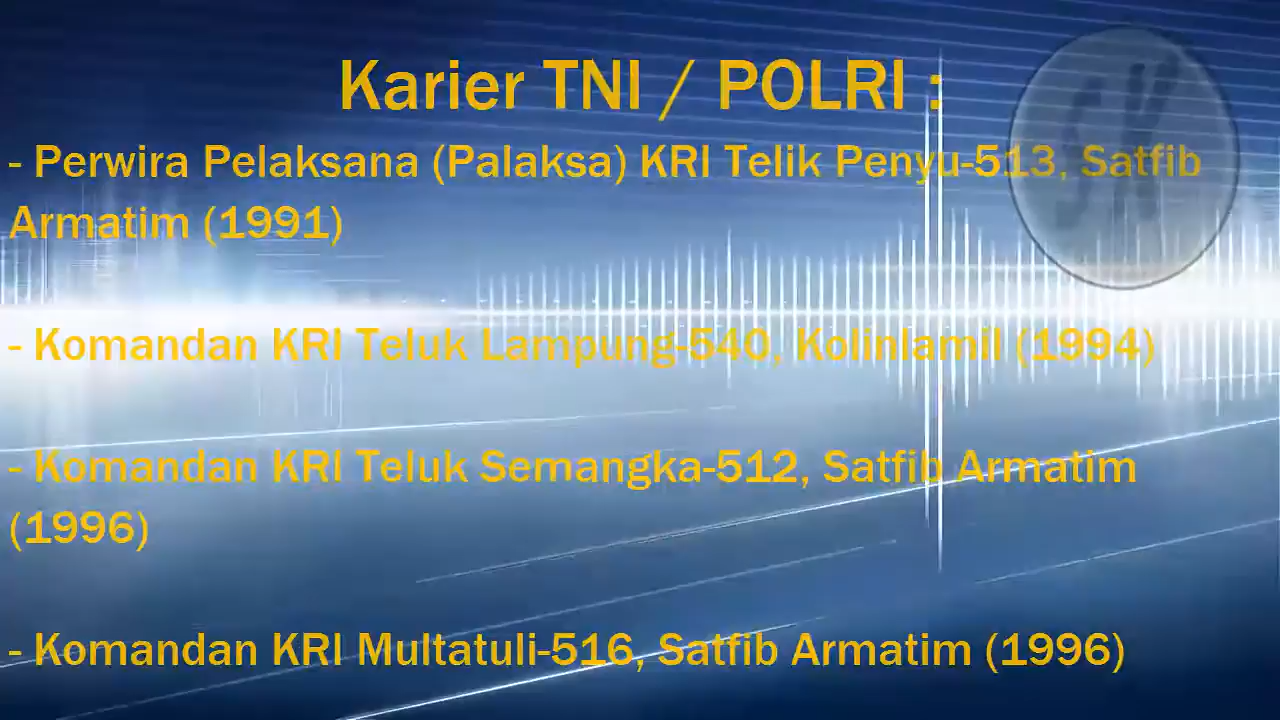 SK
Karier TNI / POLRI :
- Perwira Pelaksana (Palaksa) KRI Telik Penyu-513, Satfib
Armatim (1991)
- Komandan KRI Teluk Lampung-540, Kolinlamil (1994)
- Komandan KRI Teluk Semangka-512, Satfib Armatim
(1996)
- Komandan KRI Multatuli-516, Satfib Armatim (1996)